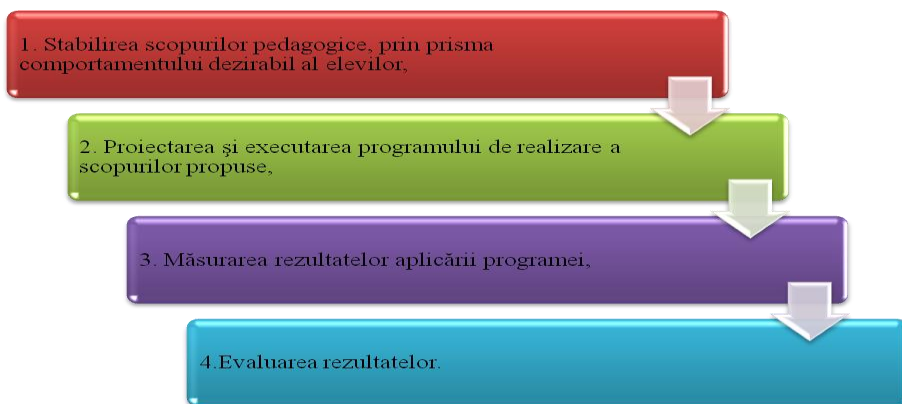 1. Stabilirea scopurilor pedagogice, prin prisma
comportamentului dezirabil al elevilor,
2. Proiectarea şi executarea programului de realizare a
scopurilor propuse,
3. Măsurarea rezultatelor aplicării programei,
4.Evaluarea rezultatelor.